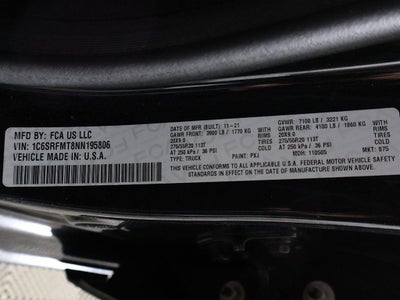 MFD BY: FCA US LLC
VIN: 1C6SRFMT8NN195806
VEHICLE MADE IN U.S.A.
DATE OF MFR (BUILT) 11-21 GVWR: 7100 LB / 3221 KG
GAWR FRONT: 3900 LB / 1770 KG WITH GAWR REAR: 4100 LB / 1860 KG WITH
20X9.0 RIMS 20X9.0 RIMS
275/55R20 113T TIRES 275/55R20 113T TIRES
AT 250 kPa / 36 PSI AT 250 kPa / 36 PSI
TYPE: TRUCK PAINT: PXJ MDH: 110505 MKT: 875
THIS VEHICLE CONFORMS TO ALL APPLICABLE U.S.A. FEDERAL MOTOR VEHICLE
SAFETY STANDARDS IN EFFECT ON THE DATE OF MANUFACTURE SHOWN ABOVE.